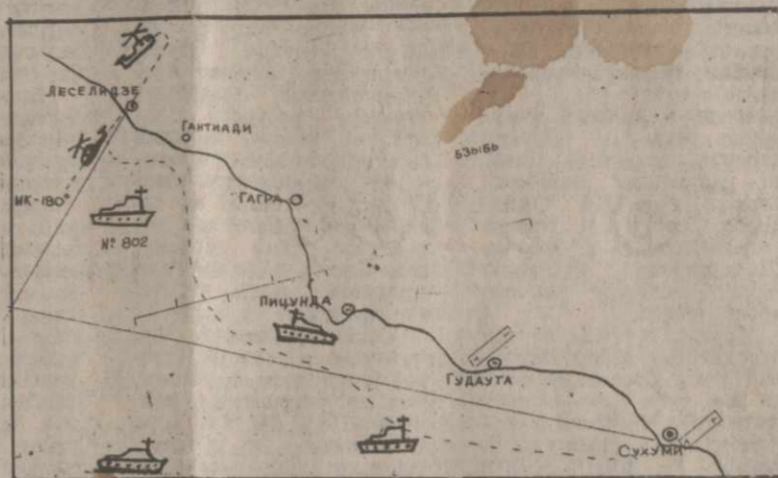 ЛЕСЕЛИДЗЕ
ГАНТИАДИ
БЗЫБЬ
ИК-180°
ГАГРА
№ 802
ПИЦУНДА
ГУДАУТА
СУХУМИ